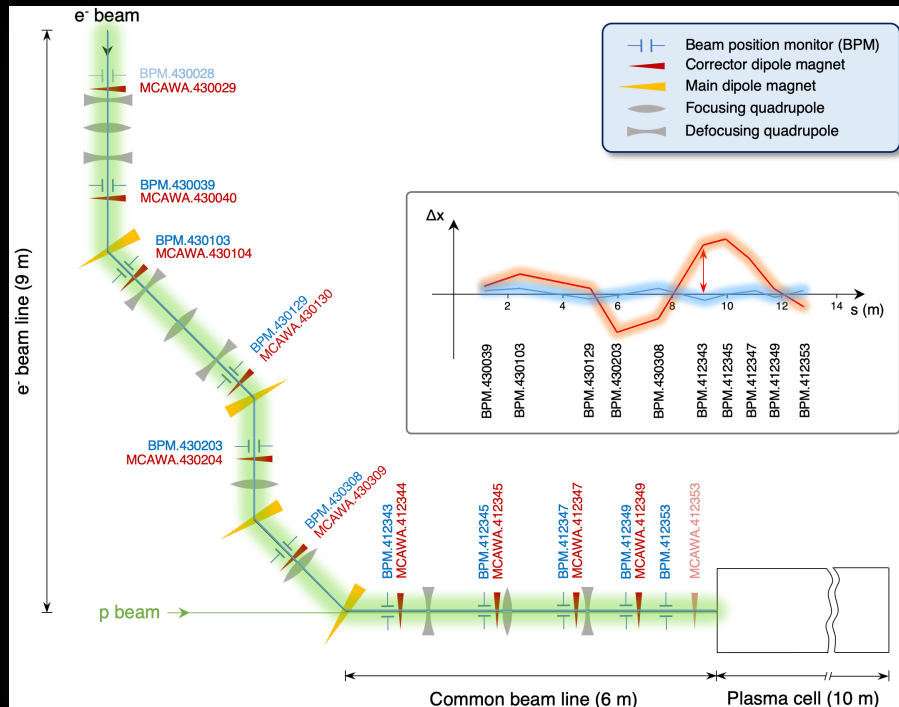 e- beam
BPM.430028
MCAWA.430029
BPM.430039
MCAWA.430040
BPM.430103
MCAWA.430104
BPM.430129
MCAWA.430130
BPM.430203
MCAWA.430204
BPM.430308
MCAWA.430309
e- beam line (9 m)
p beam
BPM.412343
MCAWA.412344
BPM.412345
MCAWA.412345
BPM.412347
MCAWA.412347
BPM.412349
MCAWA.412349
BPM.412353
MCAWA.412353
Common beam line (6 m)
Plasma cell (10 m)
Beam position monitor (BPM)
Corrector dipole magnet
Main dipole magnet
Focusing quadrupole
Defocusing quadrupole
Δx
2 4 6 8 10 12 14
s (m)
BPM.430039
BPM.430103
BPM.430129
BPM.430203
BPM.430308
BPM.412343
BPM.412345
BPM.412347
BPM.412349
BPM.412353